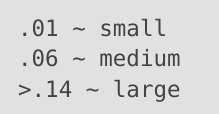 .01 ~ small
.06 ~ medium
>.14 ~ large